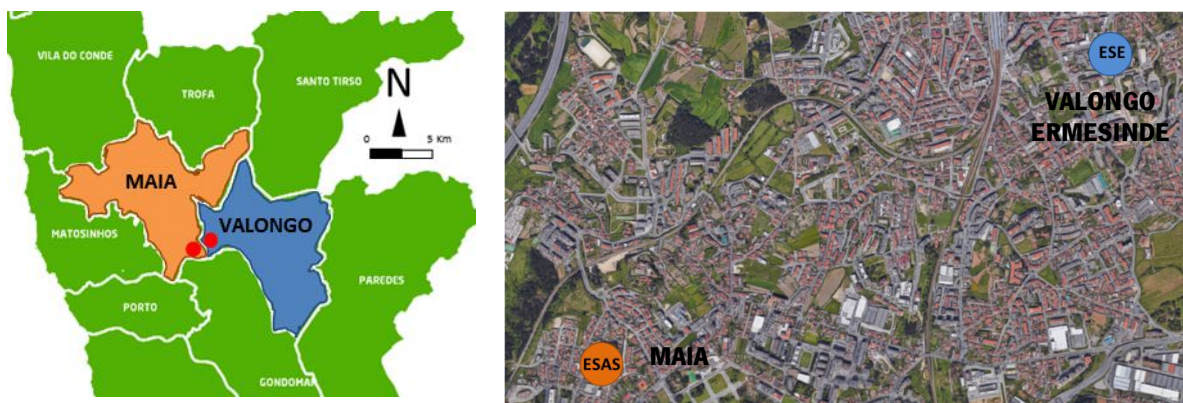 VILA DO CONDE
TROFA
SANTO TIRSO
N
0 5 Km
MAIA
VALONGO
MATOSINHOS
PAREDES
PORTO
GONDOMAR
ESE
VALONGO
ERMESINDE
ESAS
MAIA